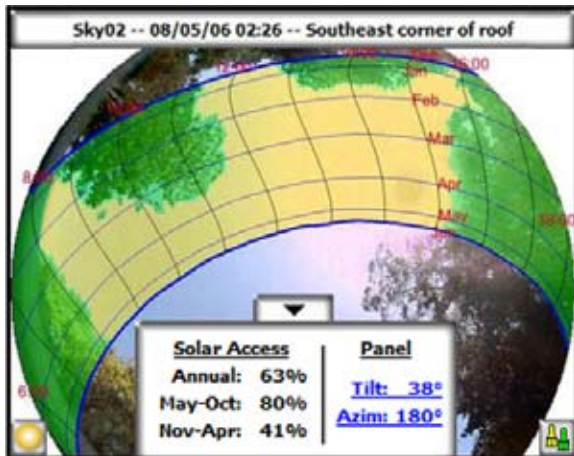 Sky02 -- 08/05/06 02:26 -- Southeast corner of roof
16:00
Jan
Feb
Mar
Apr
May
8:00
18:00
Solar Access
Annual: 63%
May-Oct: 80%
Nov-Apr: 41%
Panel
Tilt: 38°
Azim: 180°